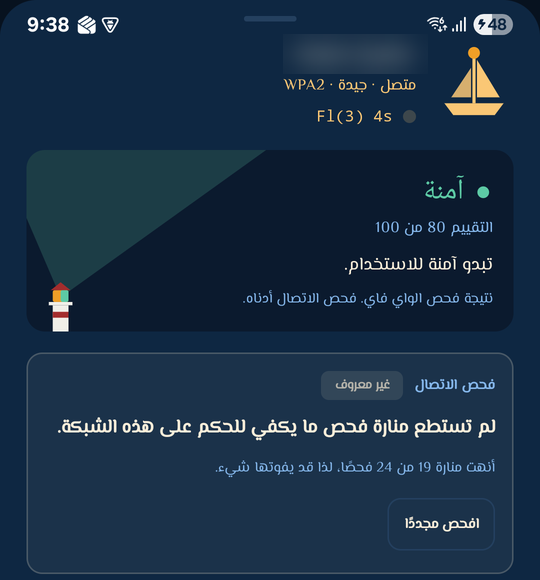 9:38
48
متصل · جيدة · WPA2
Fl(3) 4s
آمنة
التقييم 80 من 100
تبدو آمنة للاستخدام.
نتيجة فحص الواي فاي. فحص الاتصال أدناه.
فحص الاتصال
غير معروف
لم تستطع منارة فحص ما يكفي للحكم على هذه الشبكة.
أنهت منارة 19 من 24 فحصًا، لذا قد يفوتها شيء.
افحص مجددًا